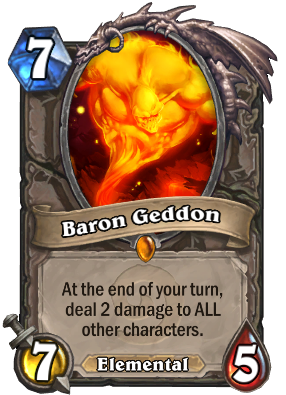 7
Baron Geddon
At the end of your turn,
deal 2 damage to ALL
other characters.
7
Elemental
5